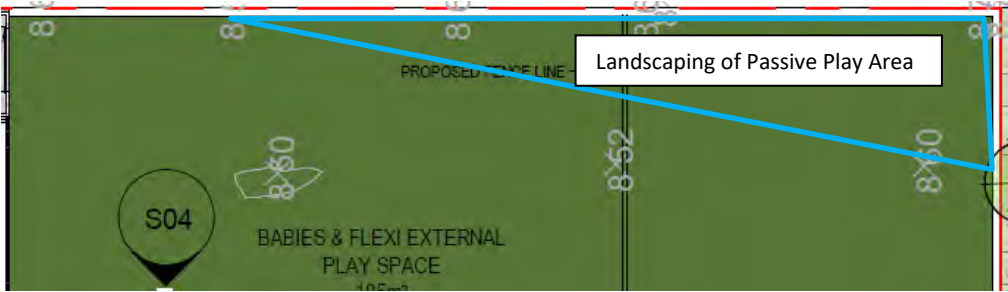 Landscaping of Passive Play Area
PROPOSED FENCE LINE -
8.60
8.52
8.60
S04
BABIES & FLEXI EXTERNAL
PLAY SPACE